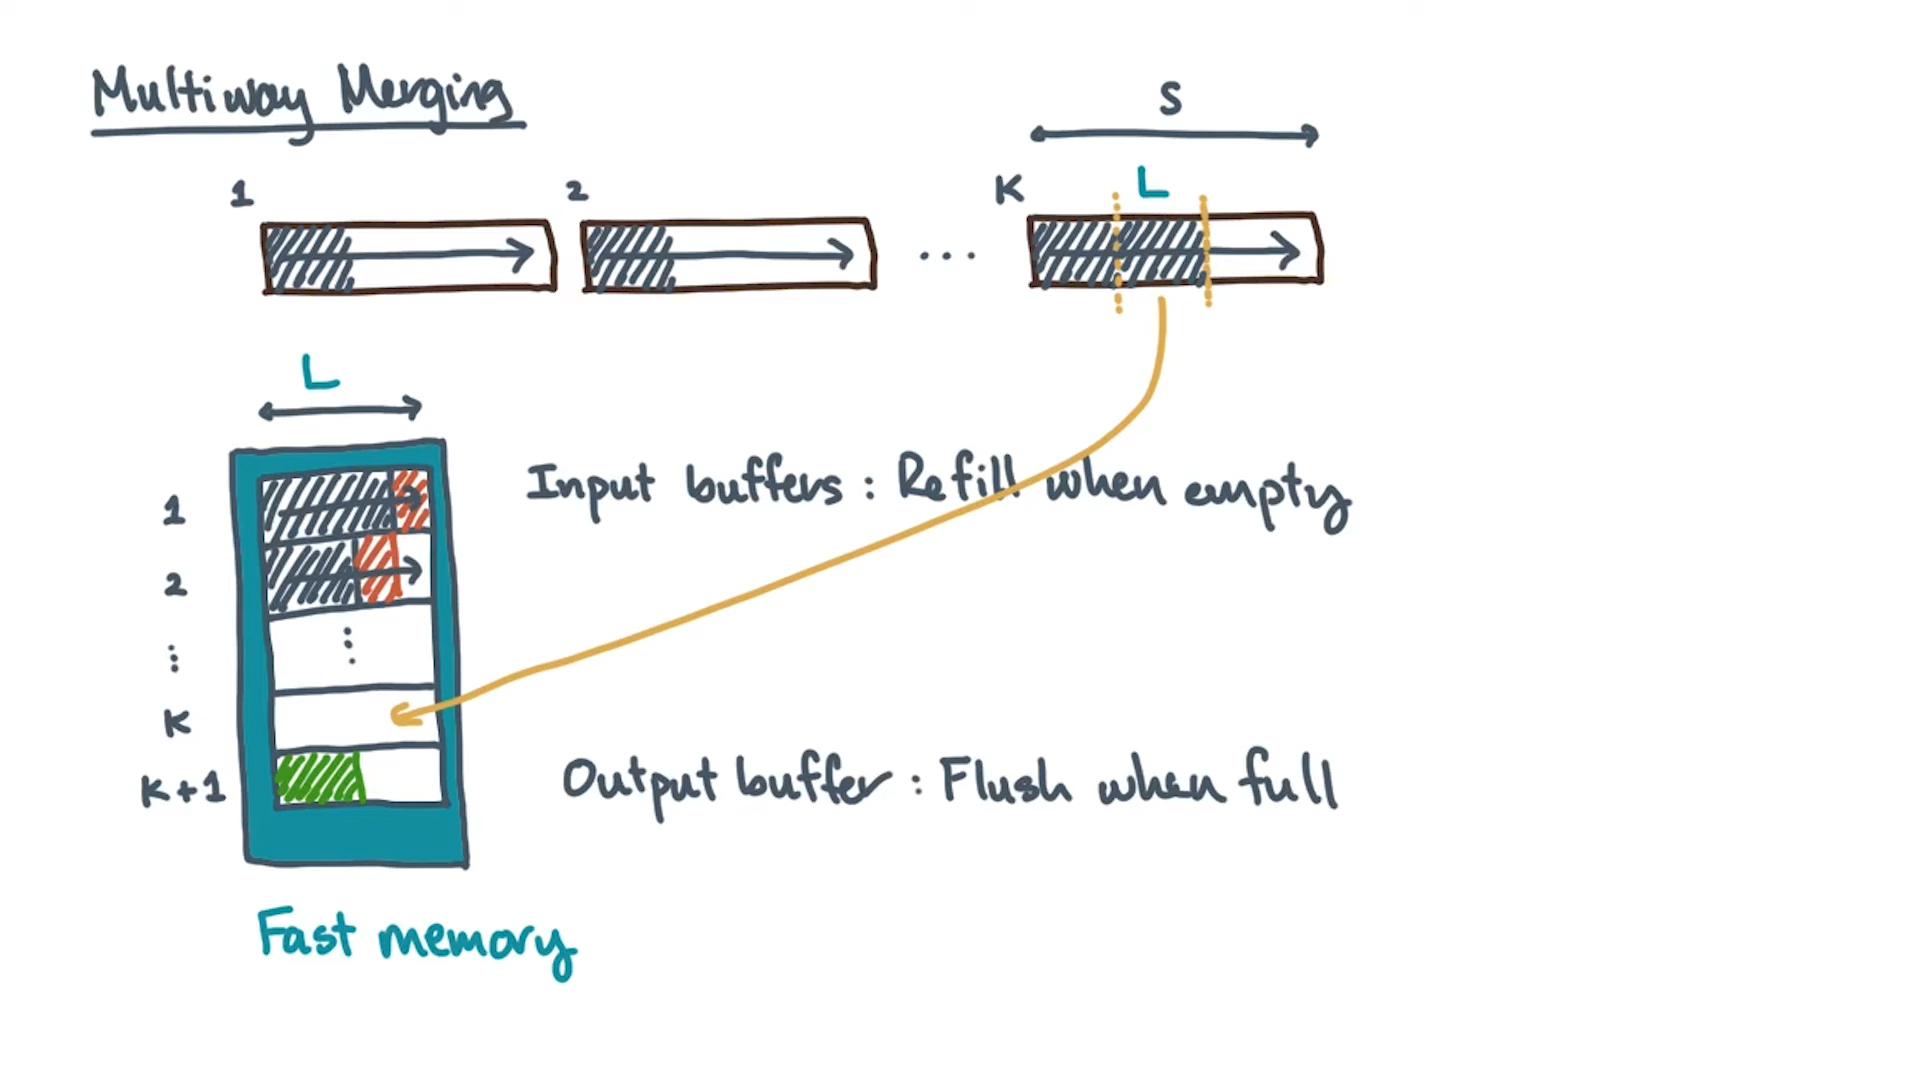 Multiway Merging
S
1
2
...
K
L
L
1
Input buffers : Refill when empty
2
⋮
⋮
K
K+1
Output buffer : Flush when full
Fast memory